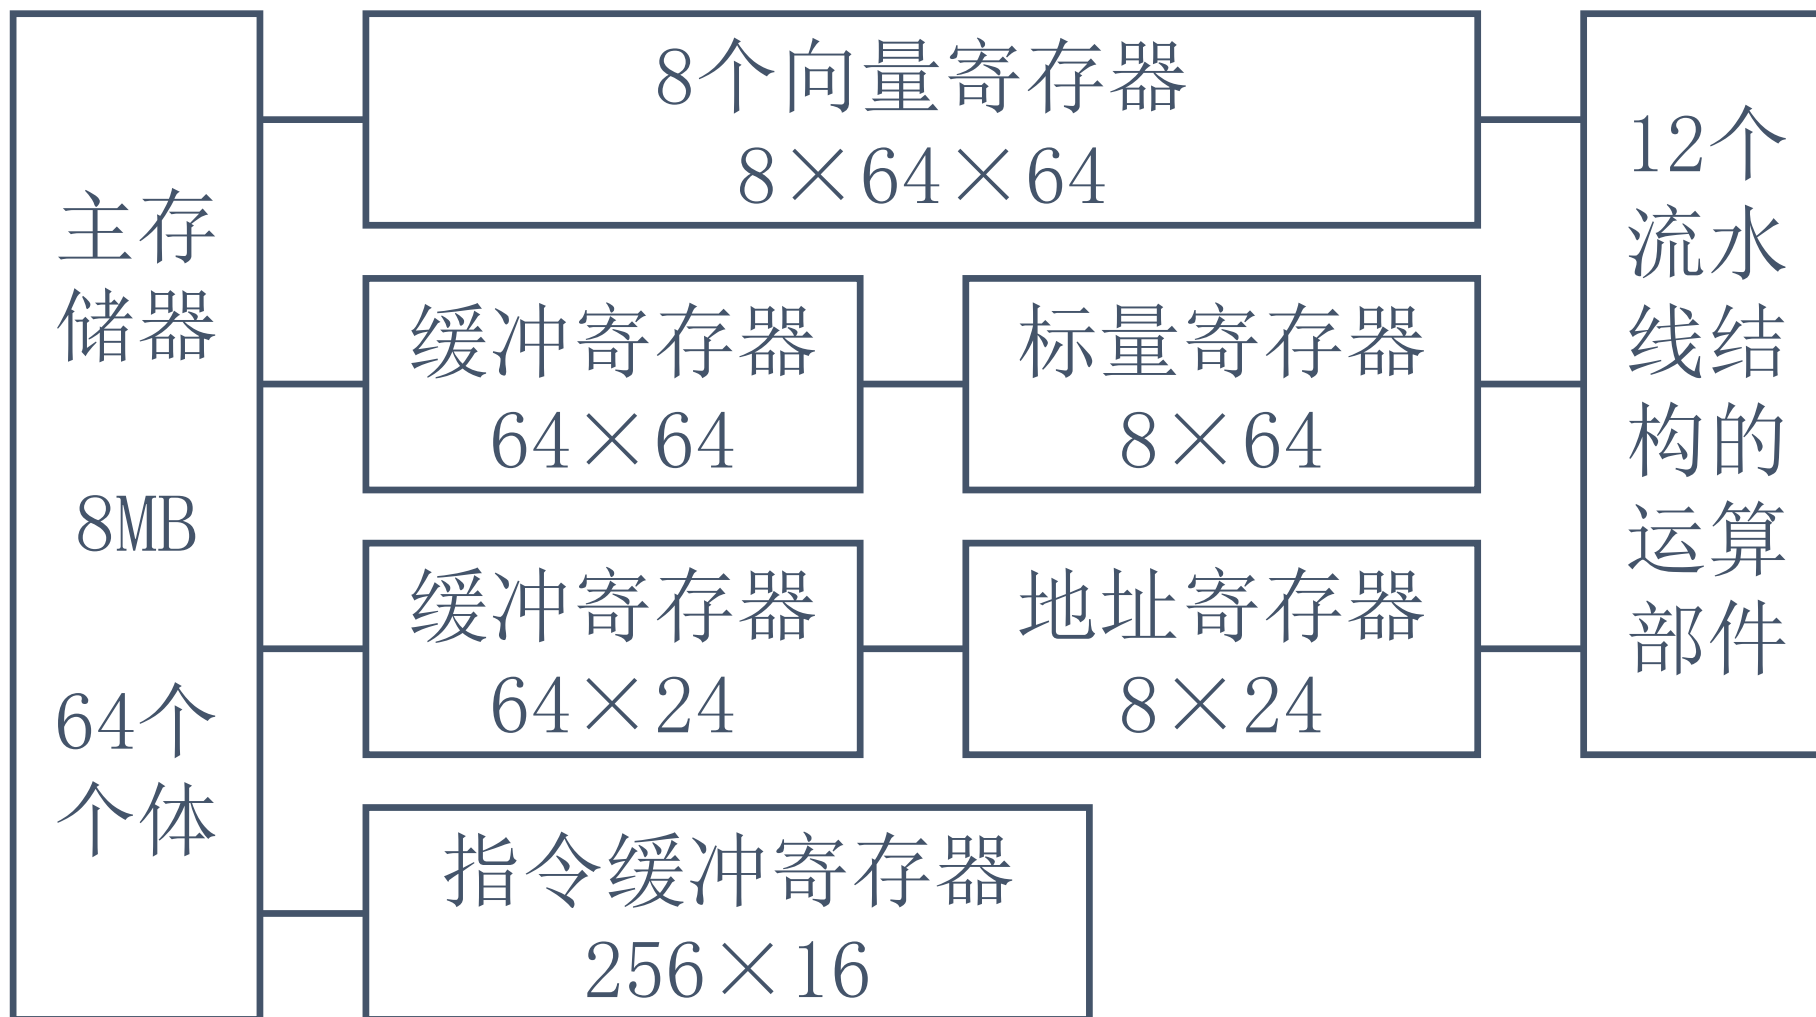 主存
储器
8MB
64个
个体
8个向量寄存器
8×64×64
缓冲寄存器
64×64
标量寄存器
8×64
缓冲寄存器
64×24
地址寄存器
8×24
指令缓冲寄存器
256×16
12个
流水
线结
构的
运算
部件